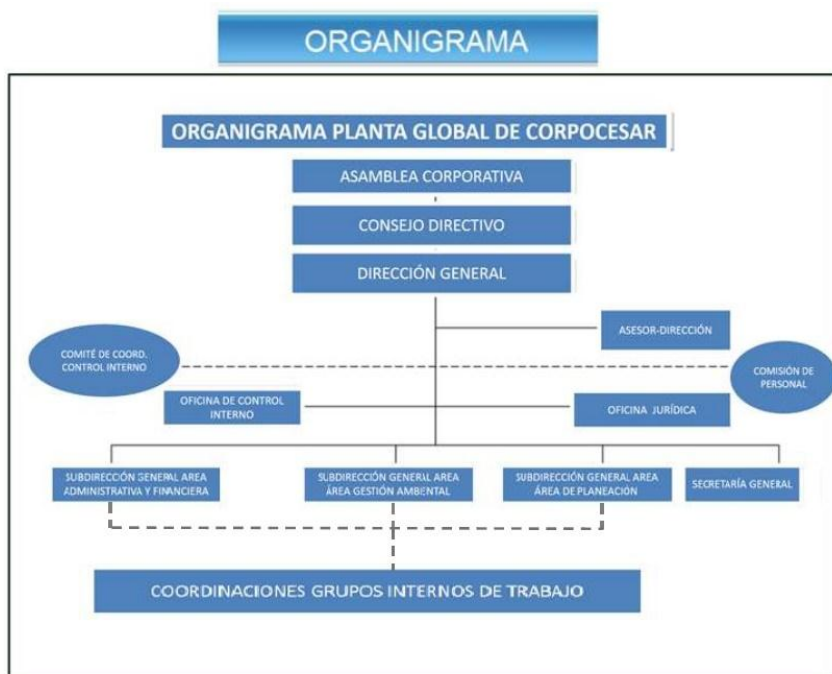 ORGANIGRAMA
ORGANIGRAMA PLANTA GLOBAL DE CORPOCESAR
ASAMBLEA CORPORATIVA
CONSEJO DIRECTIVO
DIRECCIÓN GENERAL
ASESOR-DIRECCIÓN
COMITÉ DE COORD.
CONTROL INTERNO
COMISIÓN DE
PERSONAL
OFICINA DE CONTROL
INTERNO
OFICINA JURÍDICA
SUBDIRECCIÓN GENERAL AREA
ADMINISTRATIVA Y FINANCIERA
SUBDIRECCIÓN GENERAL AREA
ÁREA GESTIÓN AMBIENTAL
SUBDIRECCIÓN GENERAL AREA
ÁREA DE PLANEACIÓN
SECRETARÍA GENERAL
COORDINACIONES GRUPOS INTERNOS DE TRABAJO